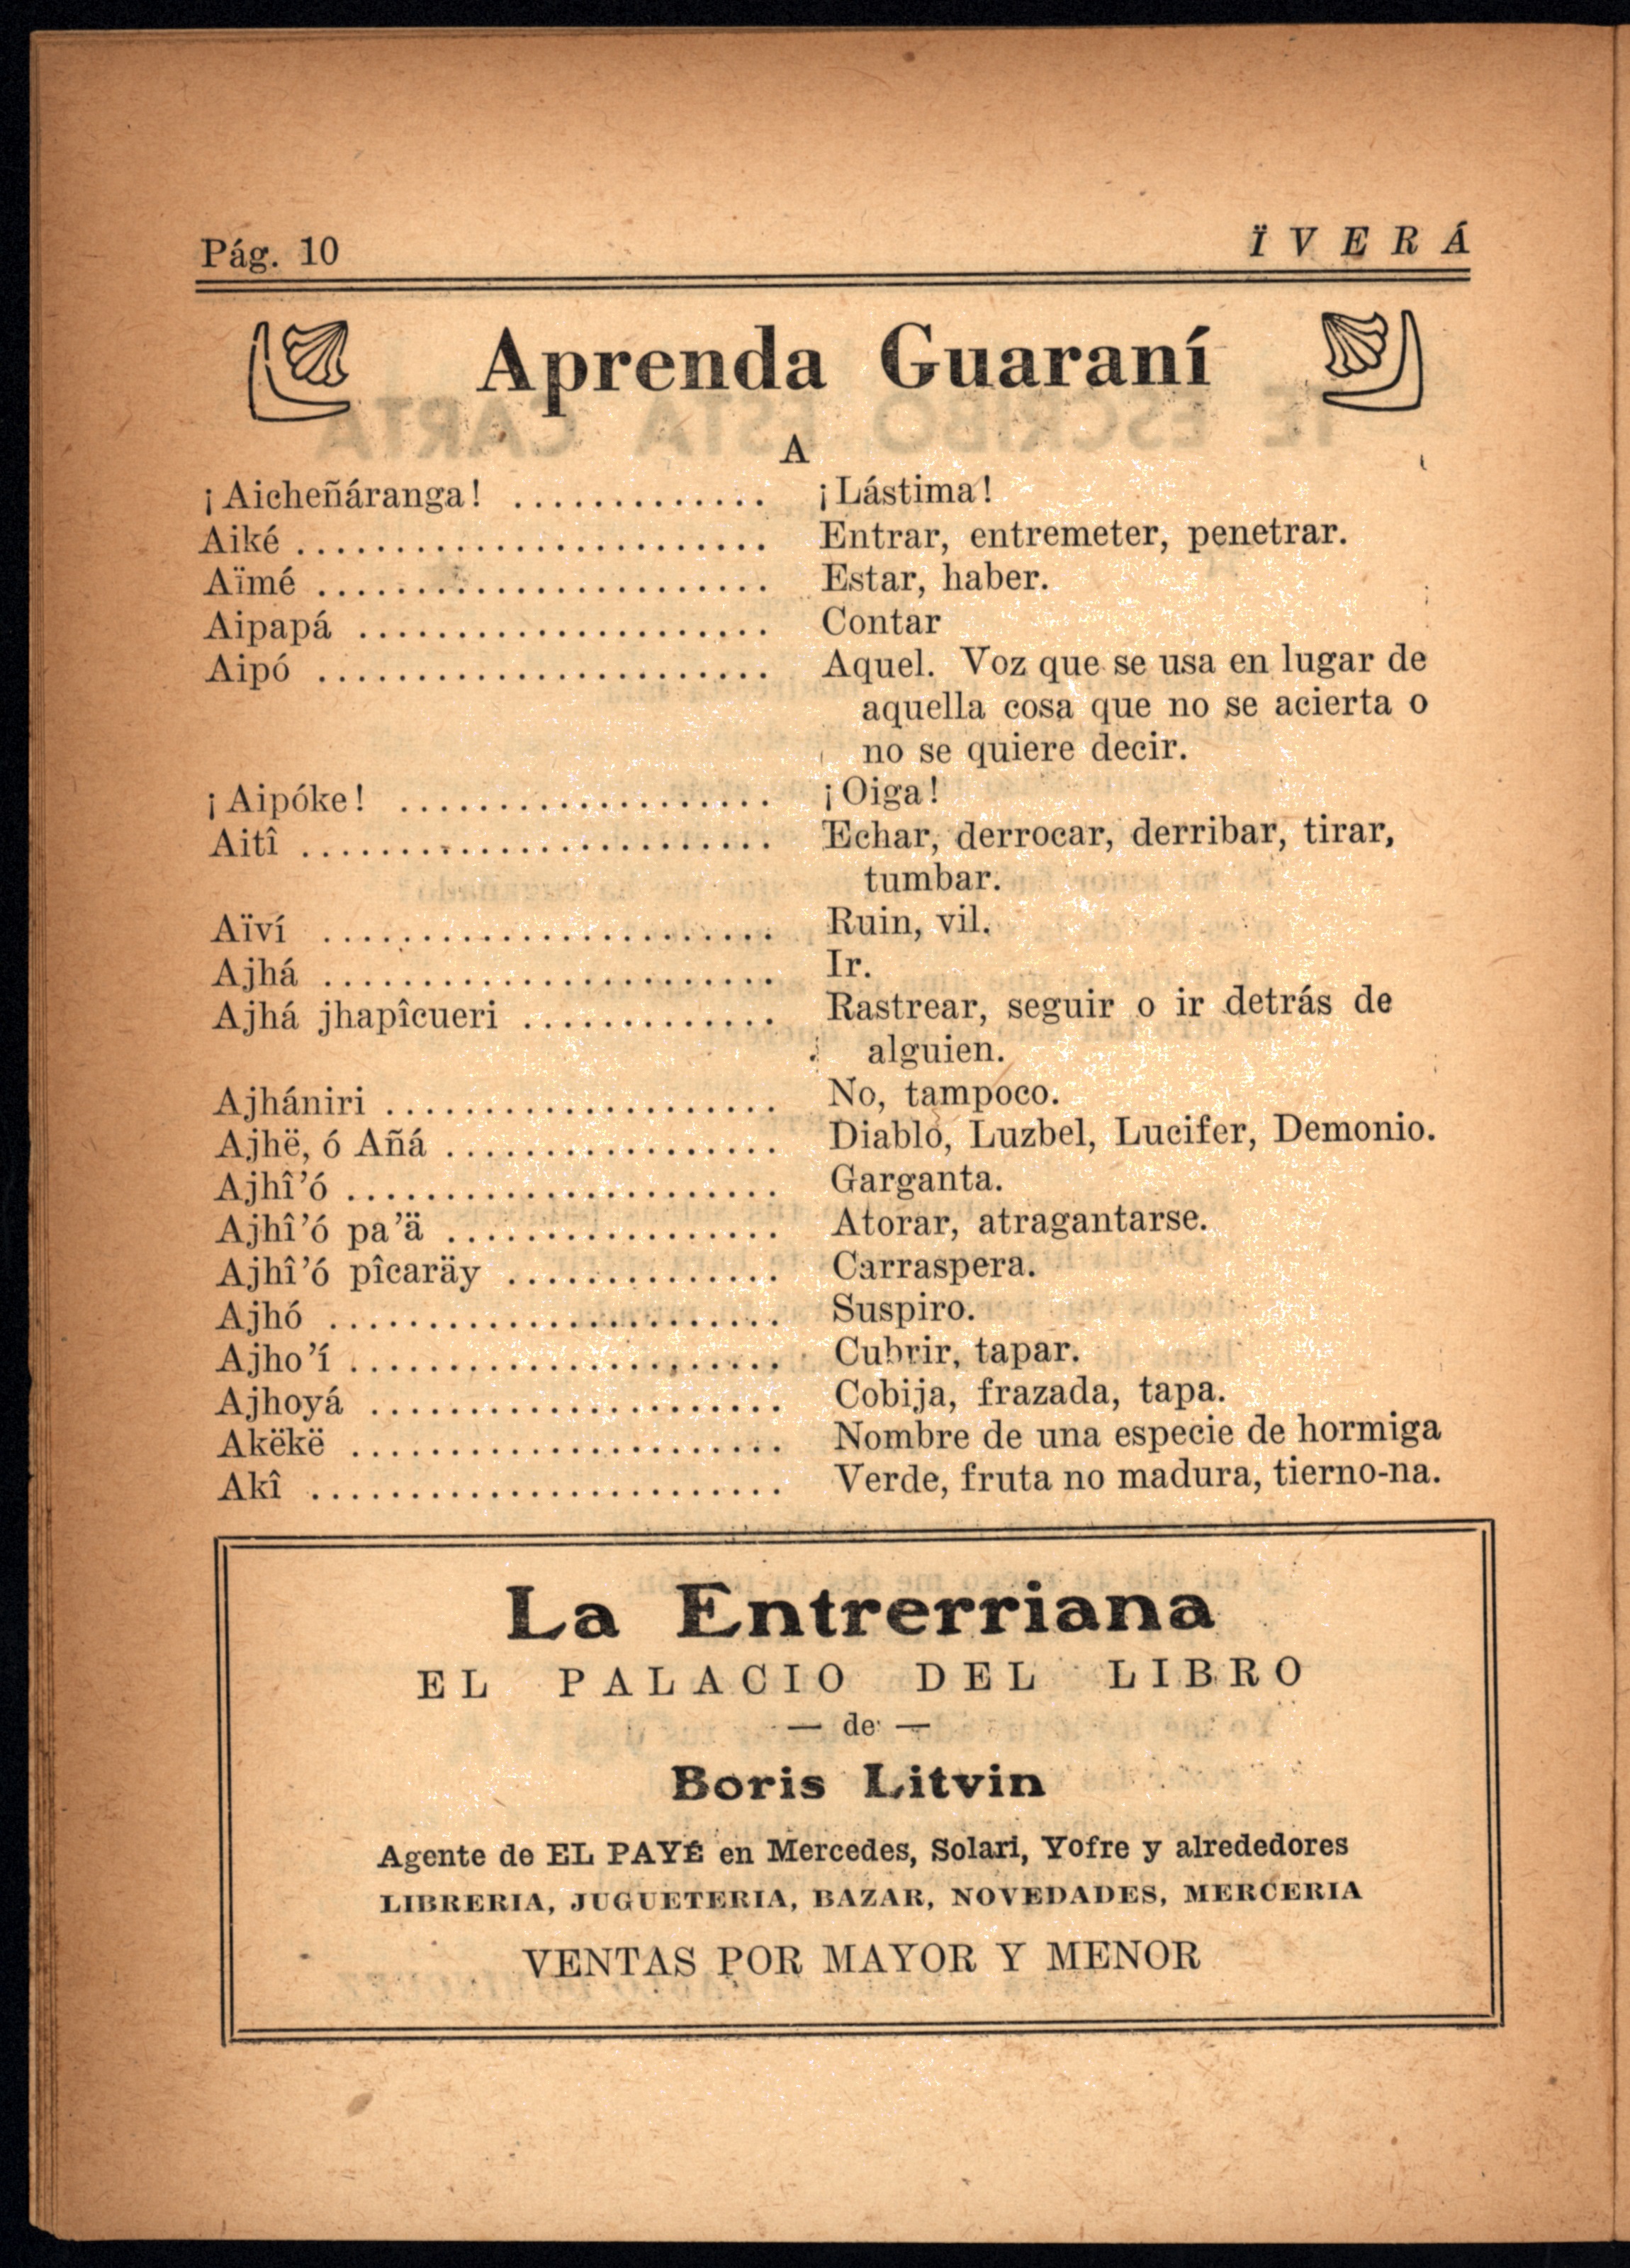 Pág. 10 ÏVERÁ
Aprenda Guaraní
A
¡Aicheñáranga! ............. ¡Lástima!
Aiké ........................ Entrar, entremeter, penetrar.
Aïmé ....................... Estar, haber.
Aipapá ..................... Contar
Aipó ....................... Aquel. Voz que se usa en lugar de
aquella cosa que no se acierta o
no se quiere decir.
¡Aipóke! ................... ¡Oiga!
Aitî ........................ Echar, derrocar, derribar, tirar,
tumbar.
Aïví ....................... Ruin, vil.
Ajhá ....................... Ir.
Ajhá jhapîcueri ............. Rastrear, seguir o ir detrás de
alguien.
Ajhániri .................... No, tampoco.
Ajhë, ó Añá ................. Diablo, Luzbel, Lucifer, Demonio.
Ajhî’ó ...................... Garganta.
Ajhî’ó pa’ä ................. Atorar, atragantarse.
Ajhî’ó pîcaräy .............. Carraspera.
Ajhó ....................... Suspiro.
Ajho’í ...................... Cubrir, tapar.
Ajhoyá ..................... Cobija, frazada, tapa.
Akëkë ...................... Nombre de una especie de hormiga
Akî ........................ Verde, fruta no madura, tierno-na.
La Entrerriana
EL PALACIO DEL LIBRO
— de —
Boris Litvin
Agente de EL PAYÉ en Mercedes, Solari, Yofre y alrededores
LIBRERIA, JUGUETERIA, BAZAR, NOVEDADES, MERCERIA
VENTAS POR MAYOR Y MENOR